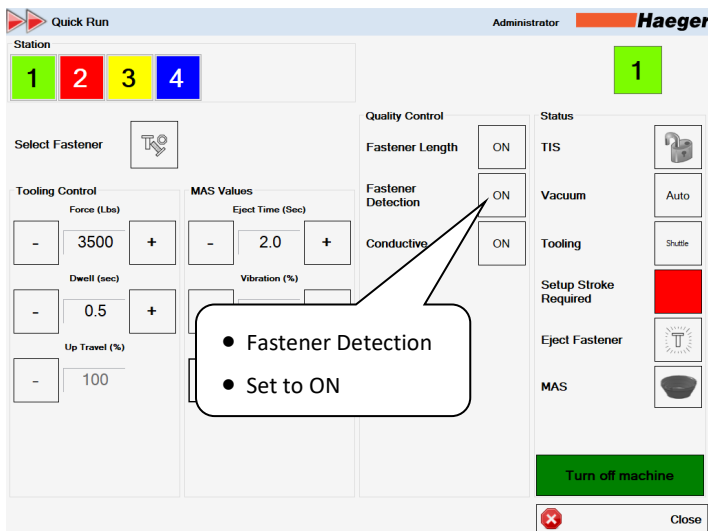 Quick Run
Administrator
Haeger
Station
1 2 3 4
1
Select Fastener
Tooling Control
Force (Lbs)
- 3500 +
Dwell (sec)
- 0.5 +
Up Travel (%)
- 100
MAS Values
Eject Time (Sec)
- 2.0 +
Vibration (%)
Quality Control
Fastener Length ON
Fastener
Detection ON
Conductive ON
• Fastener Detection
• Set to ON
Status
TIS
Vacuum Auto
Tooling Shuttle
Setup Stroke
Required
Eject Fastener
MAS
Turn off machine
Close